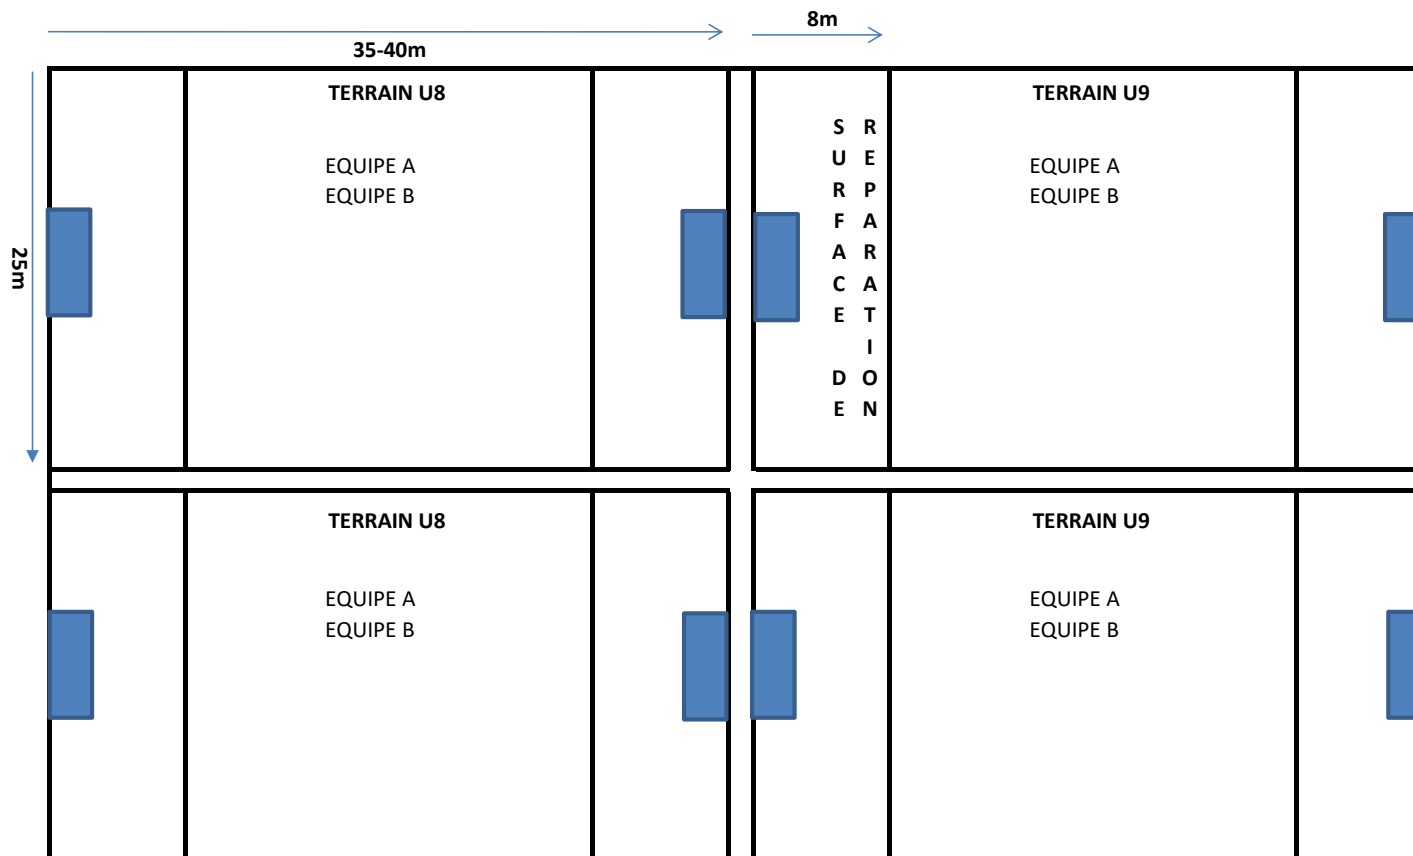 8m
35-40m
TERRAIN U8
TERRAIN U9
SURFACE DE
REPARATION
EQUIPE A
EQUIPE B
EQUIPE A
EQUIPE B
25m
TERRAIN U8
TERRAIN U9
EQUIPE A
EQUIPE B
EQUIPE A
EQUIPE B